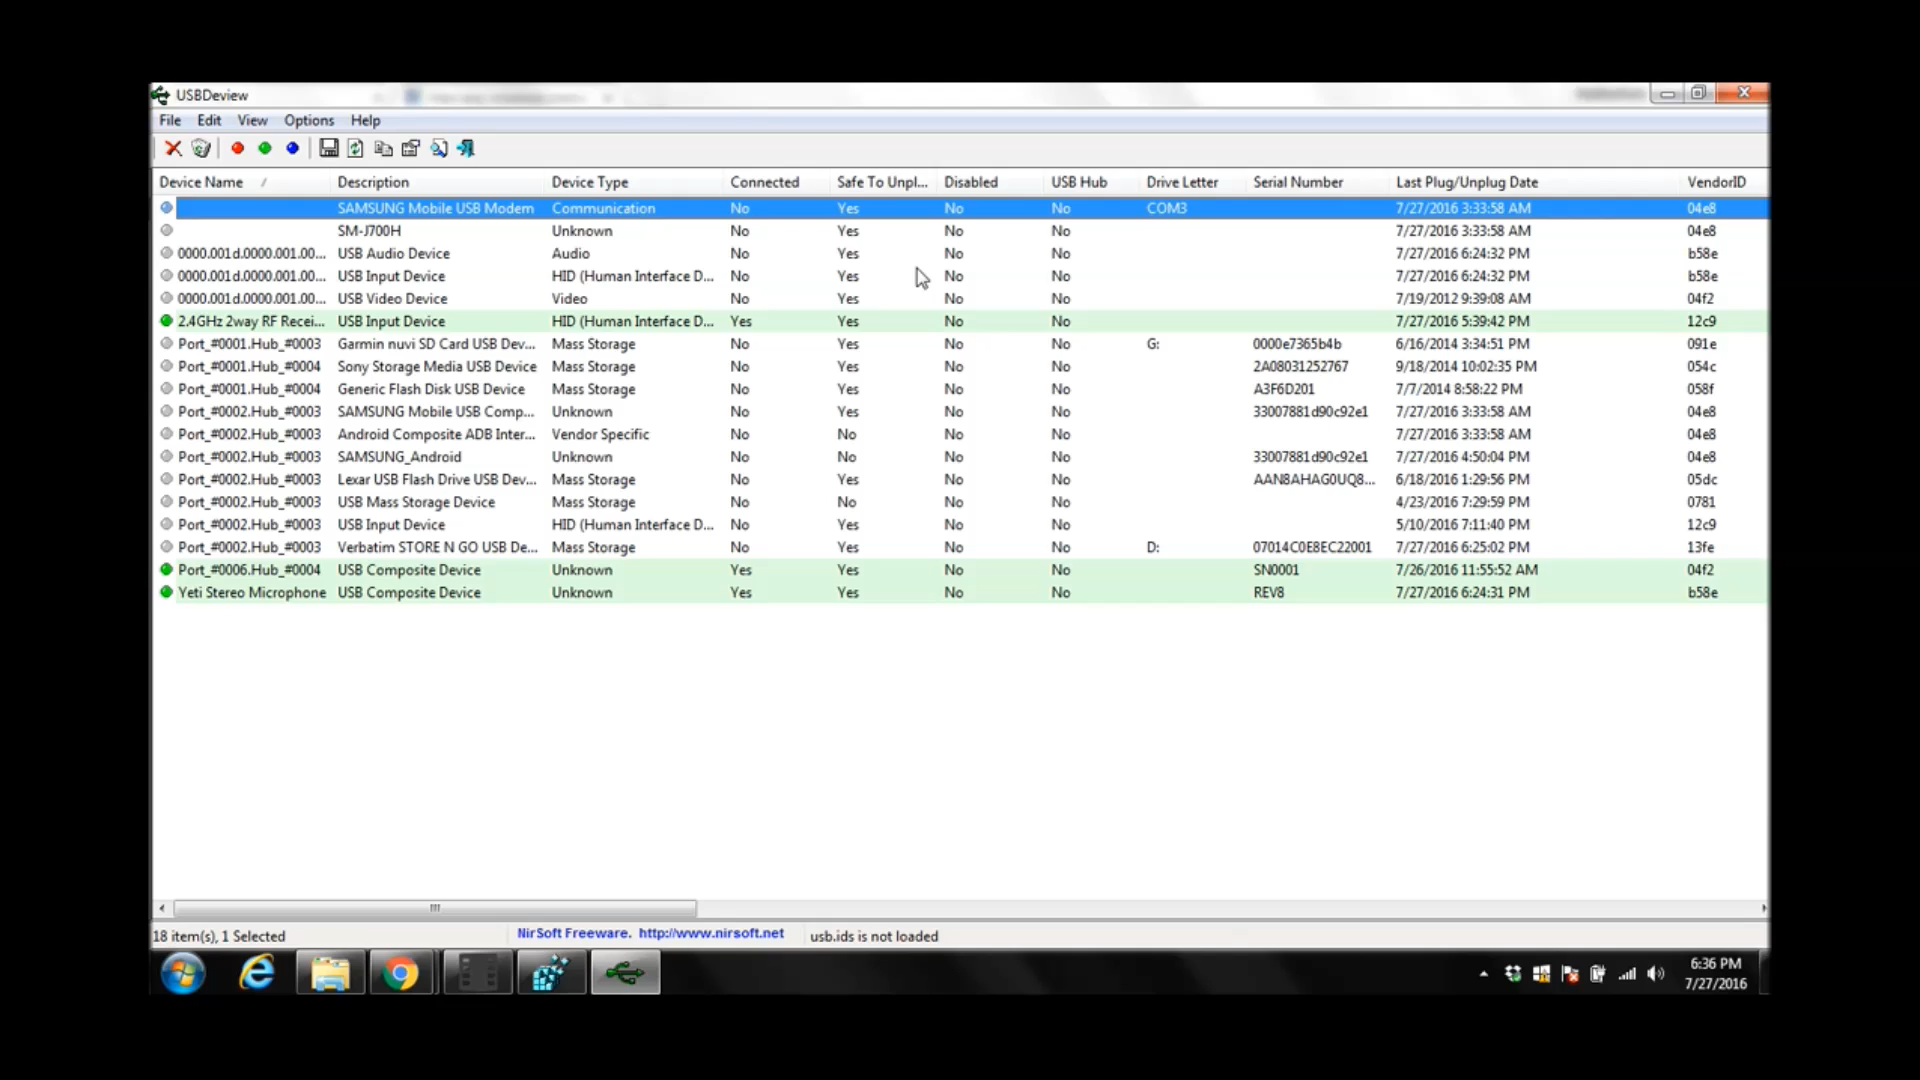 USBDeview
File Edit View Options Help
Device Name / Description Device Type Connected Safe To Unpl... Disabled USB Hub Drive Letter Serial Number Last Plug/Unplug Date VendorID
SAMSUNG Mobile USB Modem Communication No Yes No No COM3 7/27/2016 3:33:58 AM 04e8
SM-J700H Unknown No Yes No No 7/27/2016 3:33:58 AM 04e8
0000.001d.0000.001.00... USB Audio Device Audio No Yes No No 7/27/2016 6:24:32 PM b58e
0000.001d.0000.001.00... USB Input Device HID (Human Interface D... No Yes No No 7/27/2016 6:24:32 PM b58e
0000.001d.0000.001.00... USB Video Device Video No Yes No No 7/19/2012 9:39:08 AM 04f2
2.4GHz 2way RF Recei... USB Input Device HID (Human Interface D... Yes Yes No No 7/27/2016 5:39:42 PM 12c9
Port_#0001.Hub_#0003 Garmin nuvi SD Card USB Dev... Mass Storage No Yes No No G: 0000e7365b4b 6/16/2014 3:34:51 PM 091e
Port_#0001.Hub_#0004 Sony Storage Media USB Device Mass Storage No Yes No No 2A08031252767 9/18/2014 10:02:35 PM 054c
Port_#0001.Hub_#0004 Generic Flash Disk USB Device Mass Storage No Yes No No A3F6D201 7/7/2014 8:58:22 PM 058f
Port_#0002.Hub_#0003 SAMSUNG Mobile USB Comp... Unknown No Yes No No 33007881d90c92e1 7/27/2016 3:33:58 AM 04e8
Port_#0002.Hub_#0003 Android Composite ADB Inter... Vendor Specific No No No No 7/27/2016 3:33:58 AM 04e8
Port_#0002.Hub_#0003 SAMSUNG_Android Unknown No No No No 33007881d90c92e1 7/27/2016 4:50:04 PM 04e8
Port_#0002.Hub_#0003 Lexar USB Flash Drive USB Dev... Mass Storage No Yes No No AAN8AHAG0UQ8... 6/18/2016 1:29:56 PM 05dc
Port_#0002.Hub_#0003 USB Mass Storage Device Mass Storage No No No No 4/23/2016 7:29:59 PM 0781
Port_#0002.Hub_#0003 USB Input Device HID (Human Interface D... No Yes No No 5/10/2016 7:11:40 PM 12c9
Port_#0002.Hub_#0003 Verbatim STORE N GO USB De... Mass Storage No Yes No No D: 07014C0E8EC22001 7/27/2016 6:25:02 PM 13fe
Port_#0006.Hub_#0004 USB Composite Device Unknown Yes Yes No No SN0001 7/26/2016 11:55:52 AM 04f2
Yeti Stereo Microphone USB Composite Device Unknown Yes Yes No No REV8 7/27/2016 6:24:31 PM b58e
18 item(s), 1 Selected NirSoft Freeware. http://www.nirsoft.net usb.ids is not loaded
6:36 PM
7/27/2016